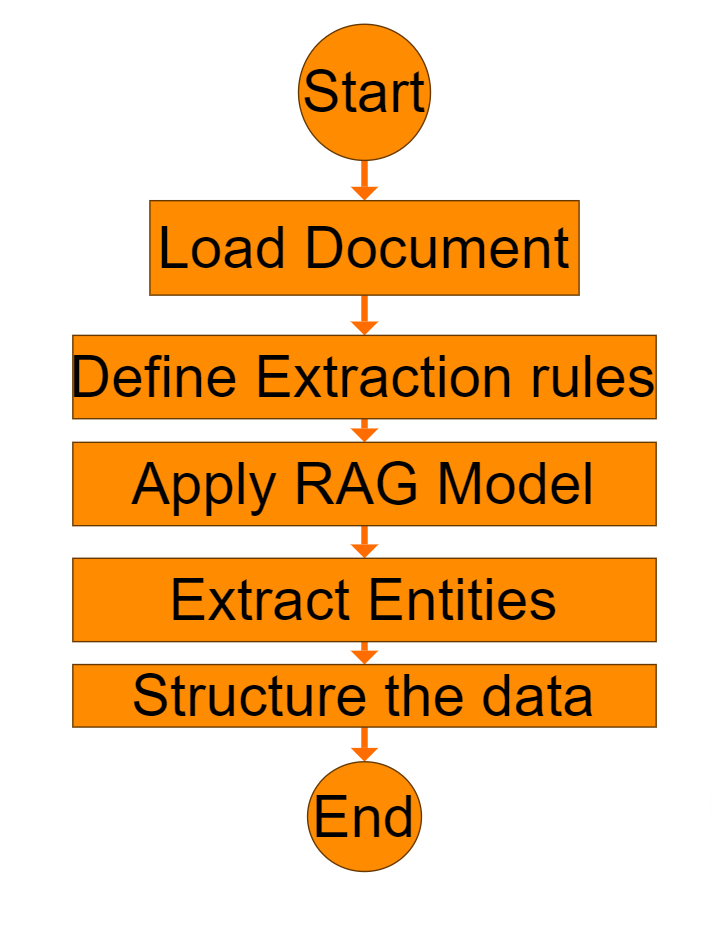 Start
Load Document
Define Extraction rules
Apply RAG Model
Extract Entities
Structure the data
End